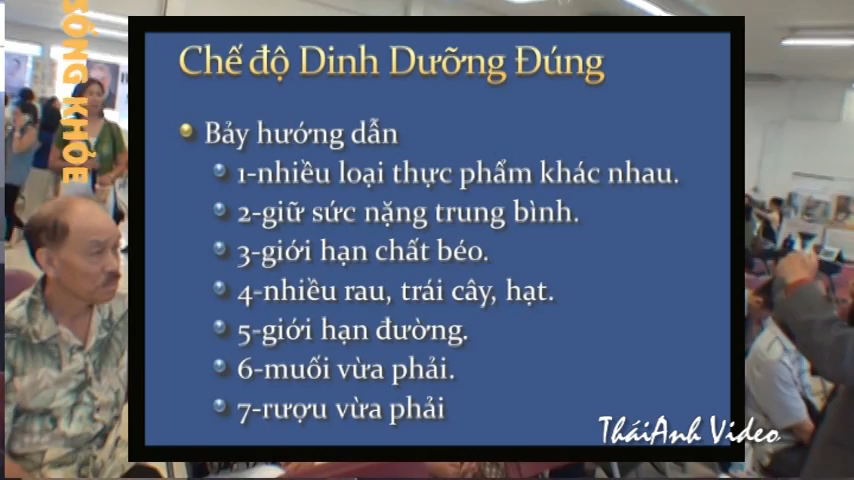 SỐNG KHỎE
Chế độ Dinh Dưỡng Đúng
Bảy hướng dẫn
1-nhiều loại thực phẩm khác nhau.
2-giữ sức nặng trung bình.
3-giới hạn chất béo.
4-nhiều rau, trái cây, hạt.
5-giới hạn đường.
6-muối vừa phải.
7-rượu vừa phải
TháiAnh Video